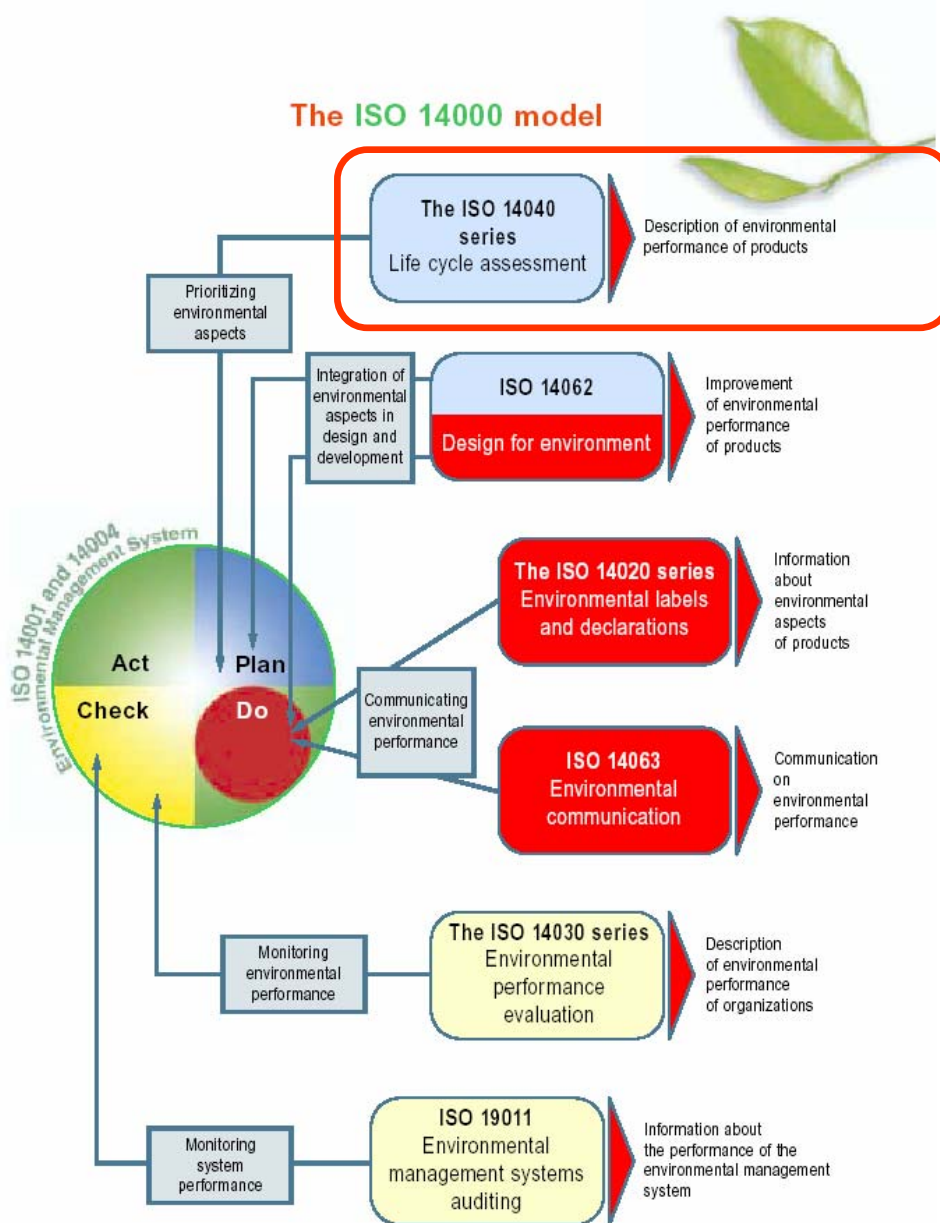 The ISO 14000 model
The ISO 14040
series
Life cycle assessment
Description of environmental
performance of products
Prioritizing
environmental
aspects
Integration of
environmental
aspects in
design and
development
ISO 14062
Design for environment
Improvement
of environmental
performance
of products
ISO 14001 and 14004
Environmental Management System
Act
Plan
Check
Do
The ISO 14020 series
Environmental labels
and declarations
Information
about
environmental
aspects
of products
Communicating
environmental
performance
ISO 14063
Environmental
communication
Communication
on
environmental
performance
Monitoring
environmental
performance
The ISO 14030 series
Environmental
performance
evaluation
Description
of environmental
performance
of organizations
Monitoring
system
performance
ISO 19011
Environmental
management systems
auditing
Information about
the performance of the
environmental management
system